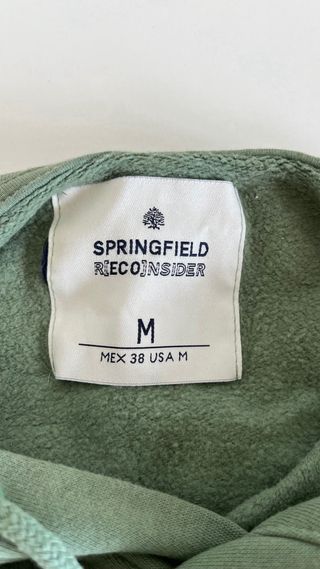 SPRINGFIELD
R[ECO]NSIDER
M
MEX 38 USA M